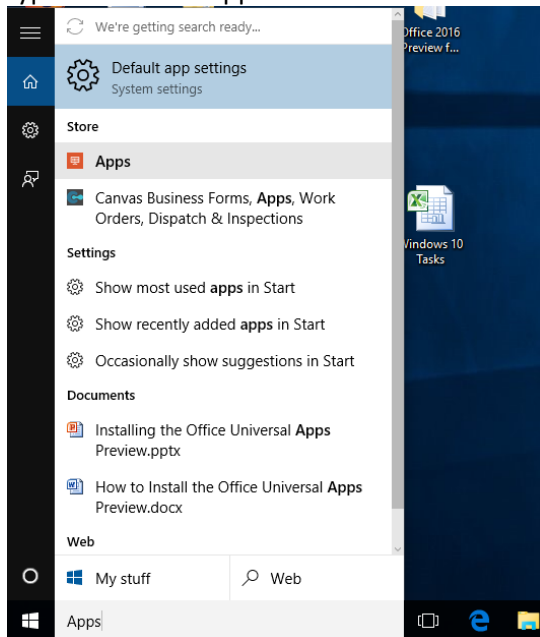 We're getting search ready...
Default app settings
System settings
Store
Apps
Canvas Business Forms, Apps, Work
Orders, Dispatch & Inspections
Settings
Show most used apps in Start
Show recently added apps in Start
Occasionally show suggestions in Start
Documents
Installing the Office Universal Apps
Preview.pptx
How to Install the Office Universal Apps
Preview.docx
Web
My stuff
Web
Apps
Office 2016
Preview f...
Windows 10
Tasks